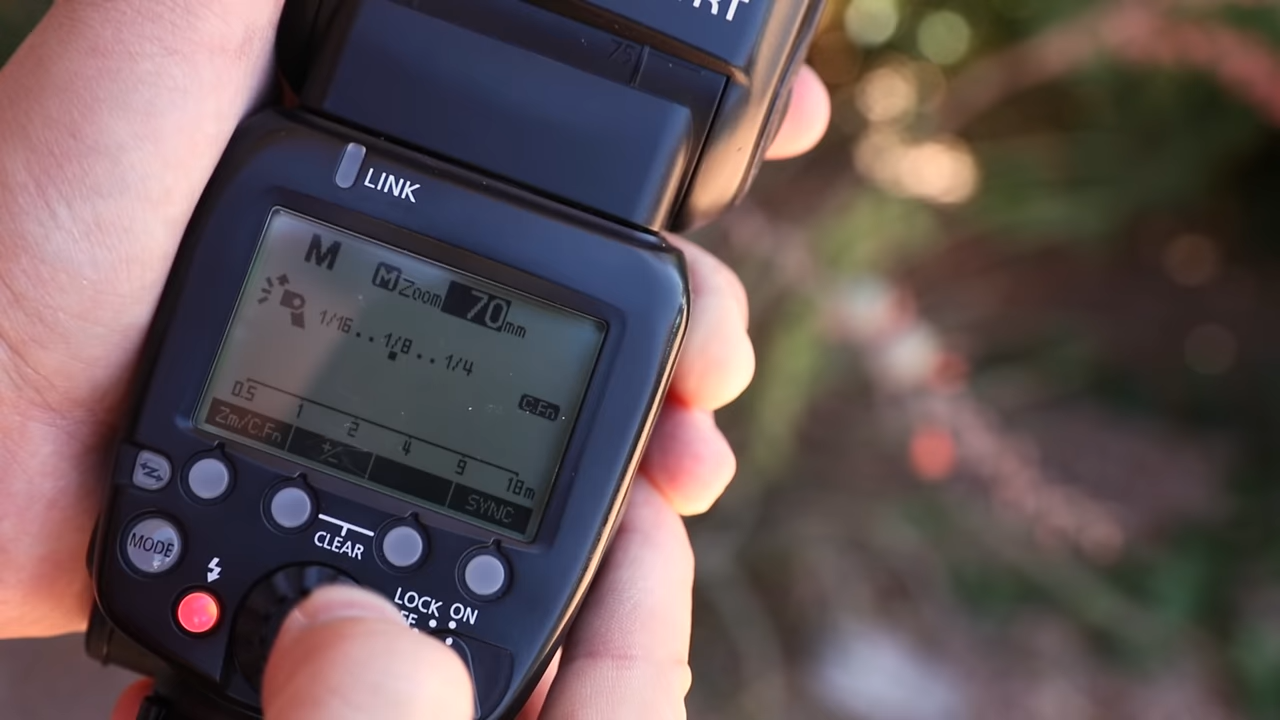 75
LINK
M
M Zoom 70mm
1/16..1/8..1/4
C.Fn
0.5 1 2 4 9 18m
Zm/C.Fn +/- SYNC
MODE
CLEAR
LOCK ON